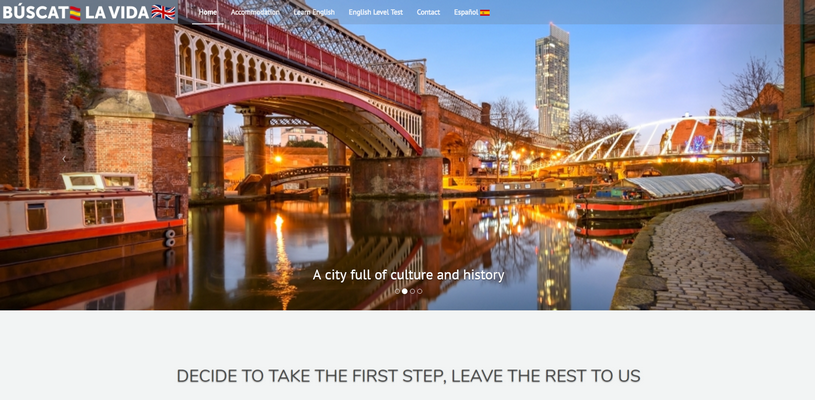 BÚSCAT LA VIDA
Home Accommodation Learn English English Level Test Contact Español
A city full of culture and history
DECIDE TO TAKE THE FIRST STEP, LEAVE THE REST TO US